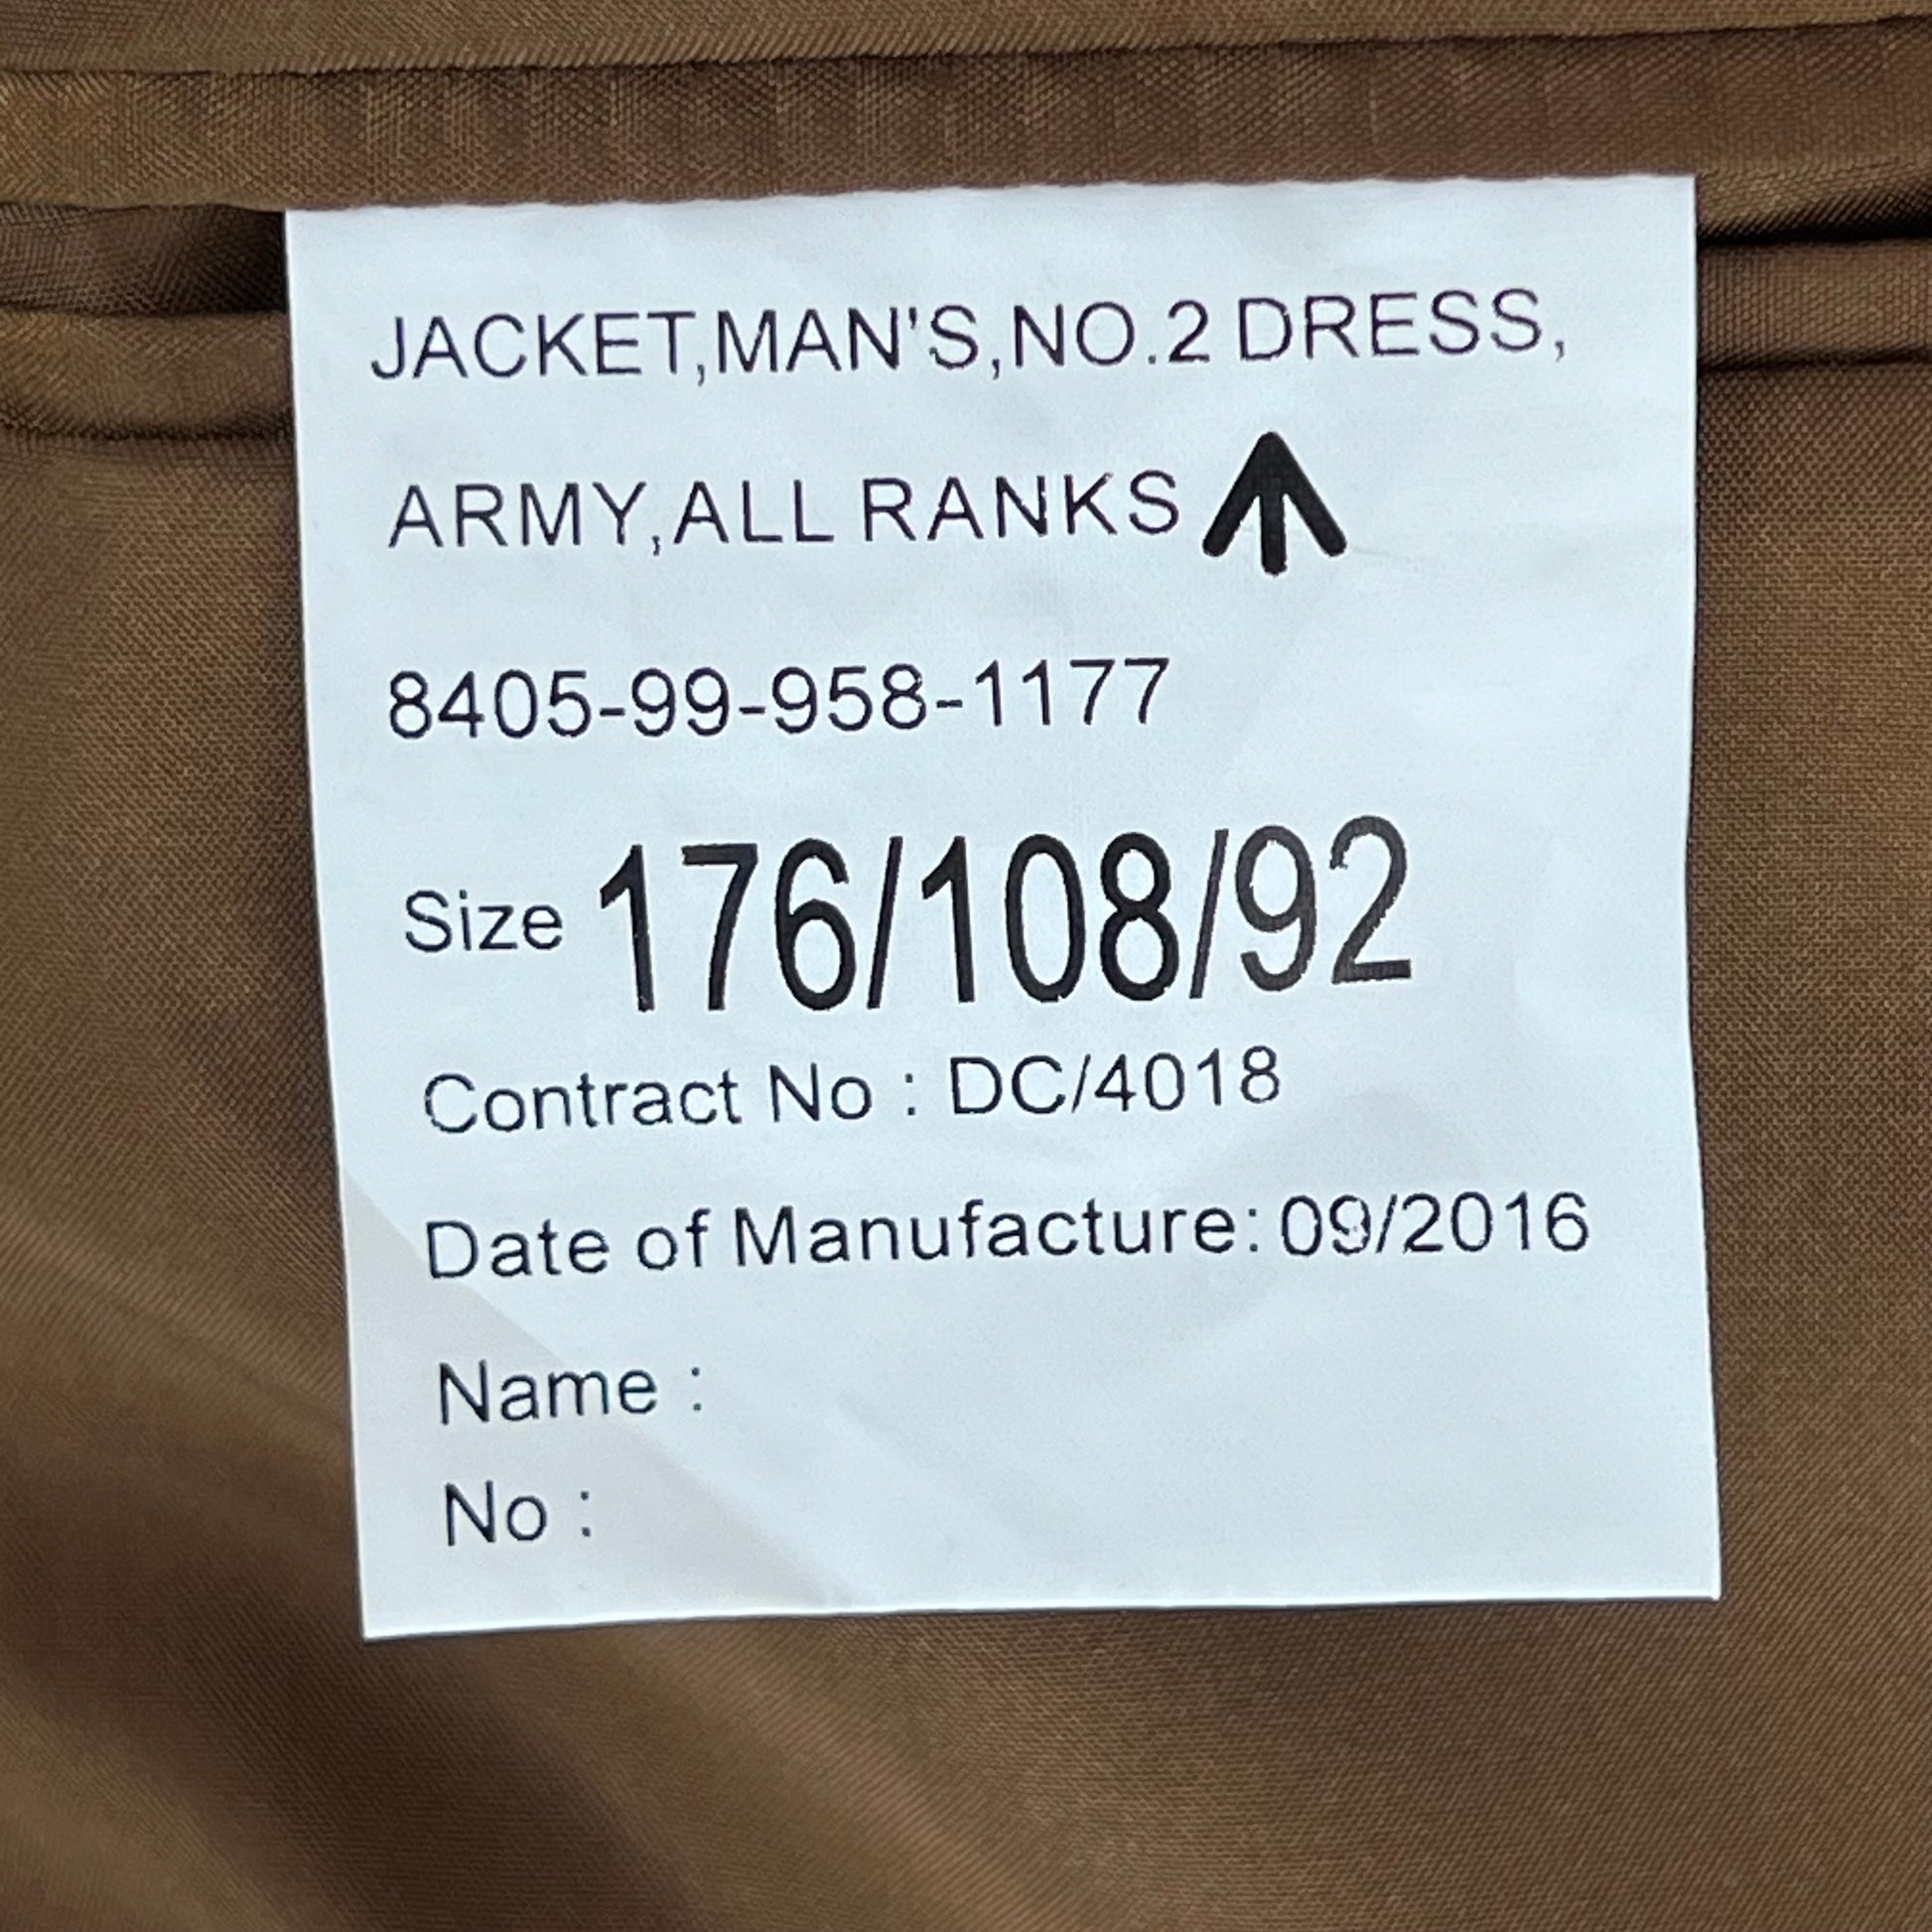 JACKET,MAN'S,NO.2 DRESS,
ARMY,ALL RANKS
8405-99-958-1177
Size 176/108/92
Contract No : DC/4018
Date of Manufacture: 09/2016
Name :
No :